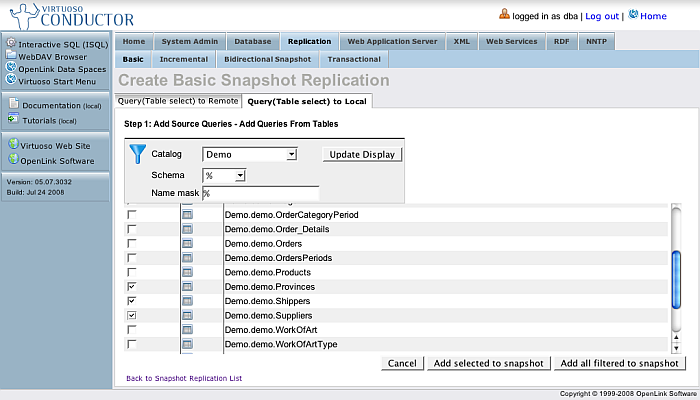 VIRTUOSO
CONDUCTOR
logged in as dba | Log out | Home
Interactive SQL (ISQL)
WebDAV Browser
OpenLink Data Spaces
Virtuoso Start Menu
Documentation (local)
Tutorials (local)
Virtuoso Web Site
OpenLink Software
Version: 05.07.3032
Build: Jul 24 2008
Home System Admin Database Replication Web Application Server XML Web Services RDF NNTP
Basic Incremental Bidirectional Snapshot Transactional
Create Basic Snapshot Replication
Query(Table select) to Remote Query(Table select) to Local
Step 1: Add Source Queries - Add Queries From Tables
Catalog Demo Update Display
Schema %
Name mask %
Demo.demo.OrderCategoryPeriod
Demo.demo.Order_Details
Demo.demo.Orders
Demo.demo.OrdersPeriods
Demo.demo.Products
Demo.demo.Provinces
Demo.demo.Shippers
Demo.demo.Suppliers
Demo.demo.WorkOfArt
Demo.demo.WorkOfArtType
Cancel Add selected to snapshot Add all filtered to snapshot
Back to Snapshot Replication List
Copyright © 1999-2008 OpenLink Software